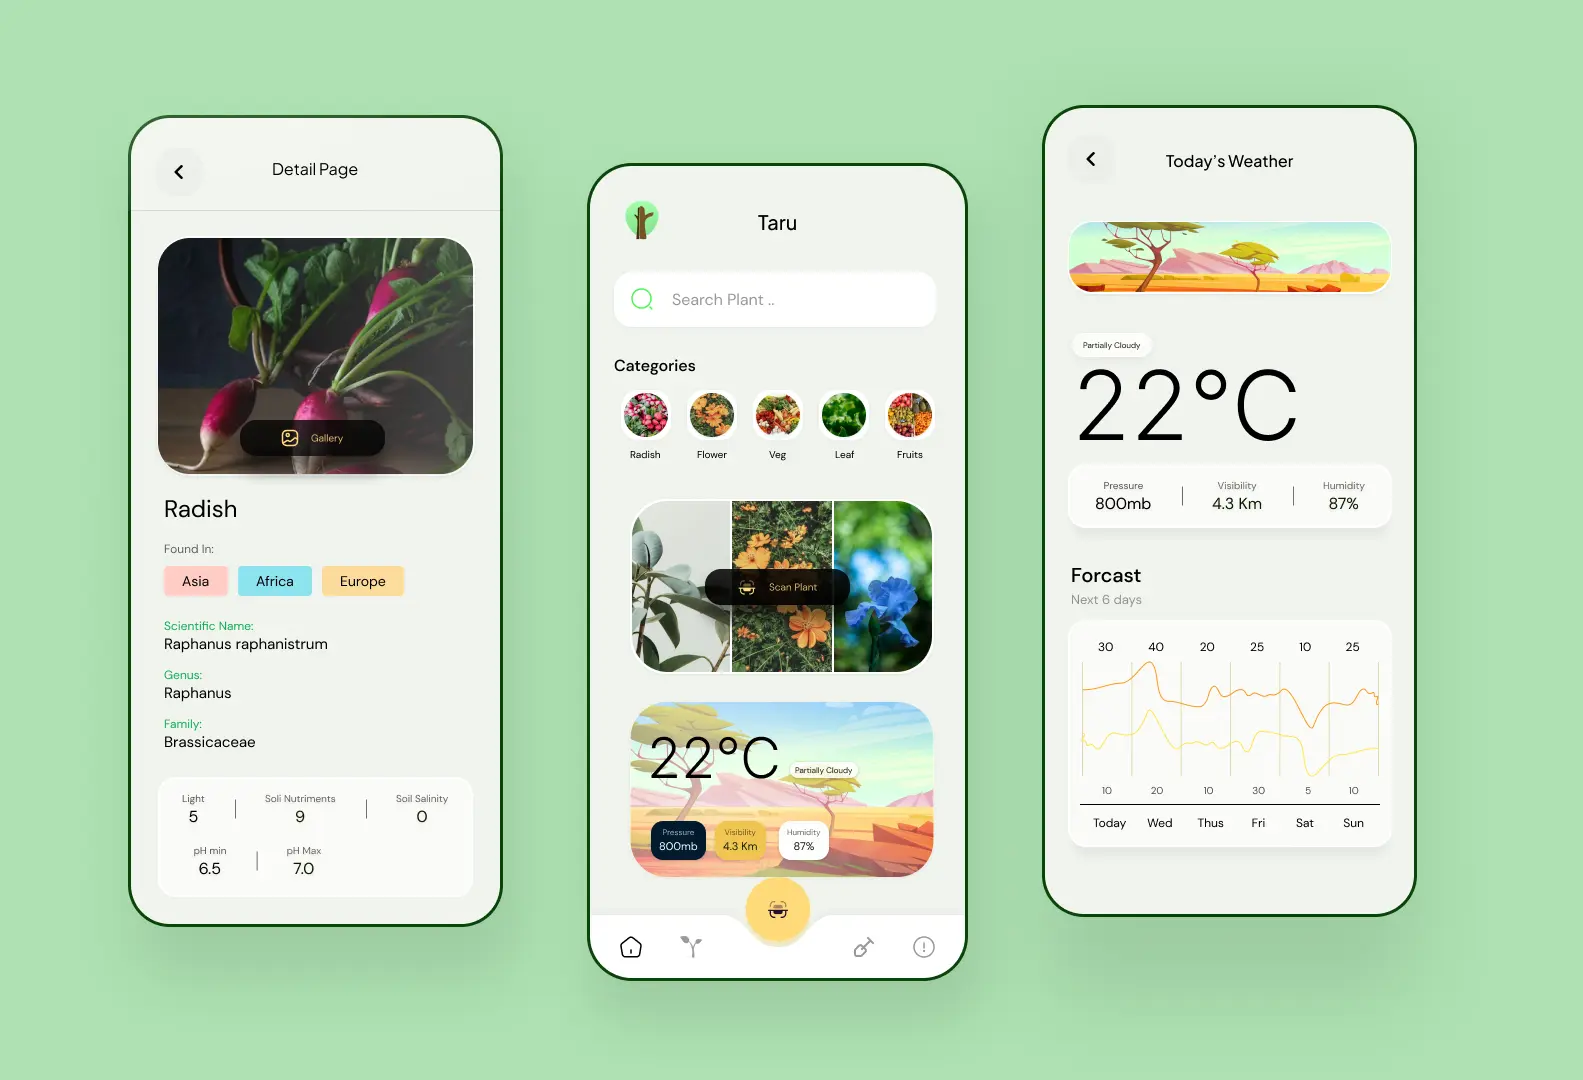 Detail Page
Gallery
Radish
Found In:
Asia Africa Europe
Scientific Name:
Raphanus raphanistrum
Genus:
Raphanus
Family:
Brassicaceae
Light Soli Nutriments Soil Salinity
5 9 0
pH min pH Max
6.5 7.0
Taru
Search Plant ..
Categories
Radish Flower Veg Leaf Fruits
Scan Plant
22°C
Partially Cloudy
Pressure Visibility Humidity
800mb 4.3 Km 87%
Today's Weather
Partially Cloudy
22°C
Pressure Visibility Humidity
800mb 4.3 Km 87%
Forcast
Next 6 days
30 40 20 25 10 25
10 20 10 30 5 10
Today Wed Thus Fri Sat Sun